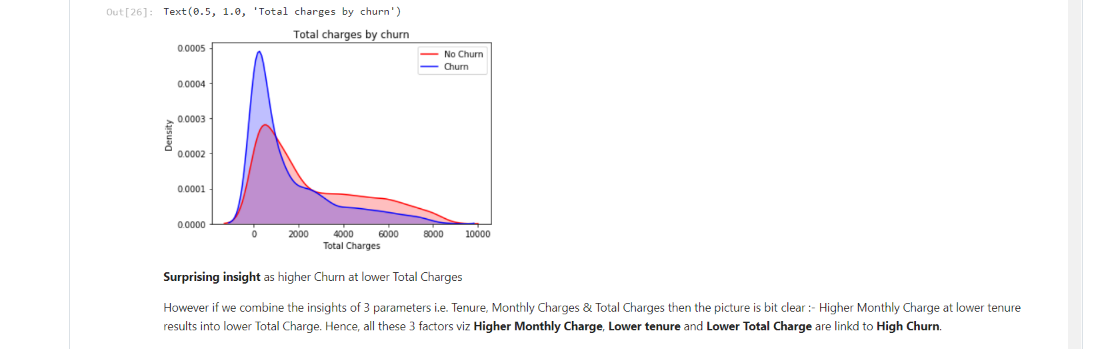 Out[26]: Text(0.5, 1.0, 'Total charges by churn')
Total charges by churn
No Churn
Churn
0.0005
0.0004
0.0003
0.0002
0.0001
0.0000
Density
0 2000 4000 6000 8000 10000
Total Charges
Surprising insight as higher Churn at lower Total Charges
However if we combine the insights of 3 parameters i.e. Tenure, Monthly Charges & Total Charges then the picture is bit clear :- Higher Monthly Charge at lower tenure
results into lower Total Charge. Hence, all these 3 factors viz Higher Monthly Charge, Lower tenure and Lower Total Charge are linkd to High Churn.